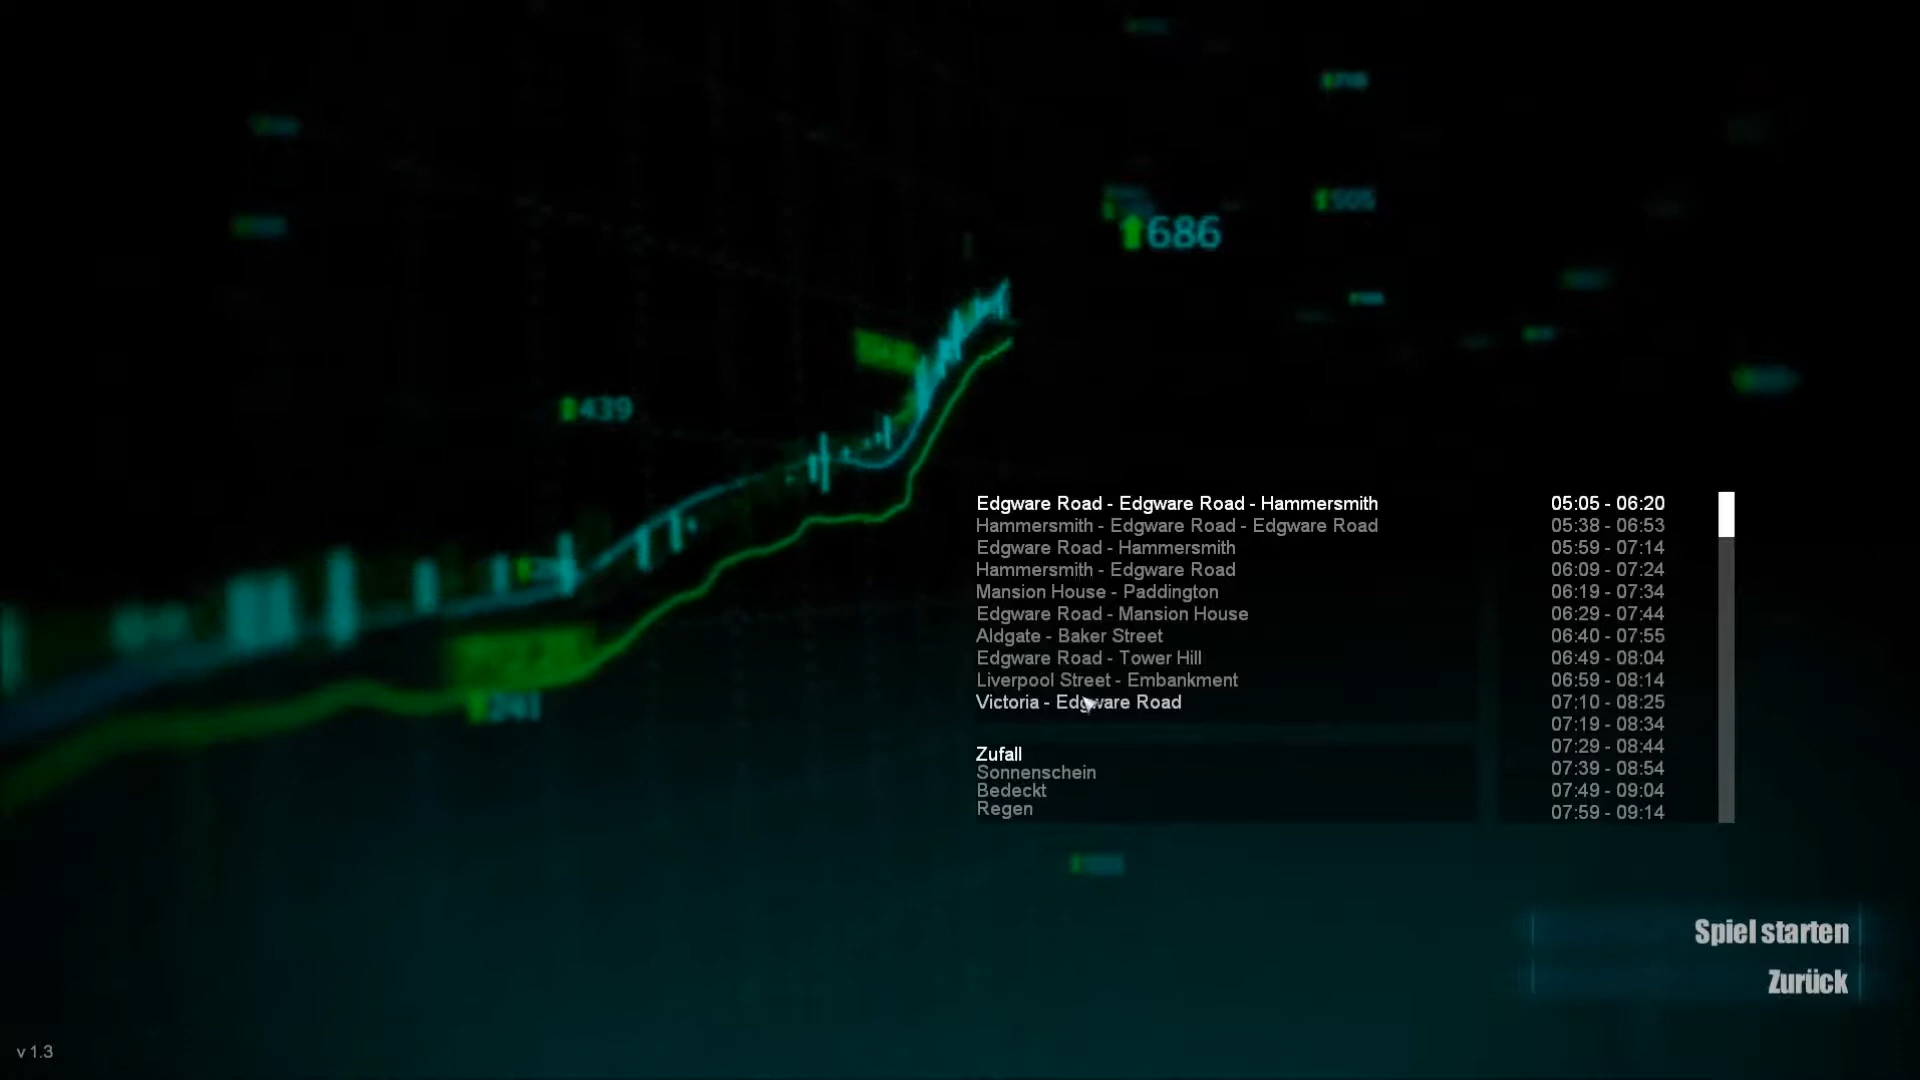 686
439
241
Edgware Road - Edgware Road - Hammersmith 05:05 - 06:20
Hammersmith - Edgware Road - Edgware Road 05:38 - 06:53
Edgware Road - Hammersmith 05:59 - 07:14
Hammersmith - Edgware Road 06:09 - 07:24
Mansion House - Paddington 06:19 - 07:34
Edgware Road - Mansion House 06:29 - 07:44
Aldgate - Baker Street 06:40 - 07:55
Edgware Road - Tower Hill 06:49 - 08:04
Liverpool Street - Embankment 06:59 - 08:14
Victoria - Edgware Road 07:10 - 08:25
07:19 - 08:34
07:29 - 08:44
07:39 - 08:54
07:49 - 09:04
07:59 - 09:14
Zufall
Sonnenschein
Bedeckt
Regen
Spiel starten
Zurück
v 1.3